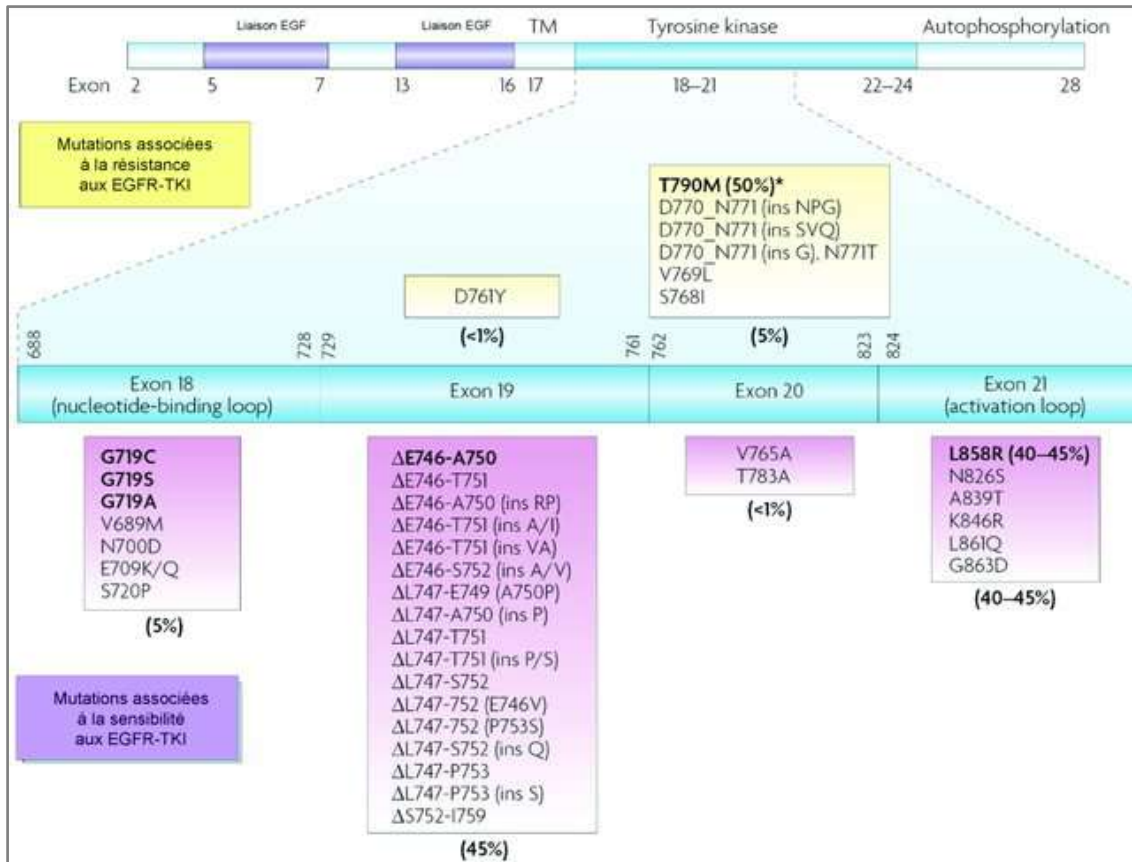 Liaison EGF
Liaison EGF
TM
Tyrosine kinase
Autophosphorylation
Exon 2 5 7 13 16 17 18–21 22–24 28
Mutations associées
à la résistance
aux EGFR-TKI
T790M (50%)*
D770_N771 (ins NPG)
D770_N771 (ins SVQ)
D770_N771 (ins G), N771T
V769L
S768I
(5%)
D761Y
(<1%)
688
728
729
761
762
823
824
Exon 18
(nucleotide-binding loop)
Exon 19
Exon 20
Exon 21
(activation loop)
G719C
G719S
G719A
V689M
N700D
E709K/Q
S720P
(5%)
ΔE746-A750
ΔE746-T751
ΔE746-A750 (ins RP)
ΔE746-T751 (ins A/I)
ΔE746-T751 (ins VA)
ΔE746-S752 (ins A/V)
ΔL747-E749 (A750P)
ΔL747-A750 (ins P)
ΔL747-T751
ΔL747-T751 (ins P/S)
ΔL747-S752
ΔL747-752 (E746V)
ΔL747-752 (P753S)
ΔL747-S752 (ins Q)
ΔL747-P753
ΔL747-P753 (ins S)
ΔS752-I759
(45%)
V765A
T783A
(<1%)
L858R (40–45%)
N826S
A839T
K846R
L861Q
G863D
(40–45%)
Mutations associées
à la sensibilité
aux EGFR-TKI